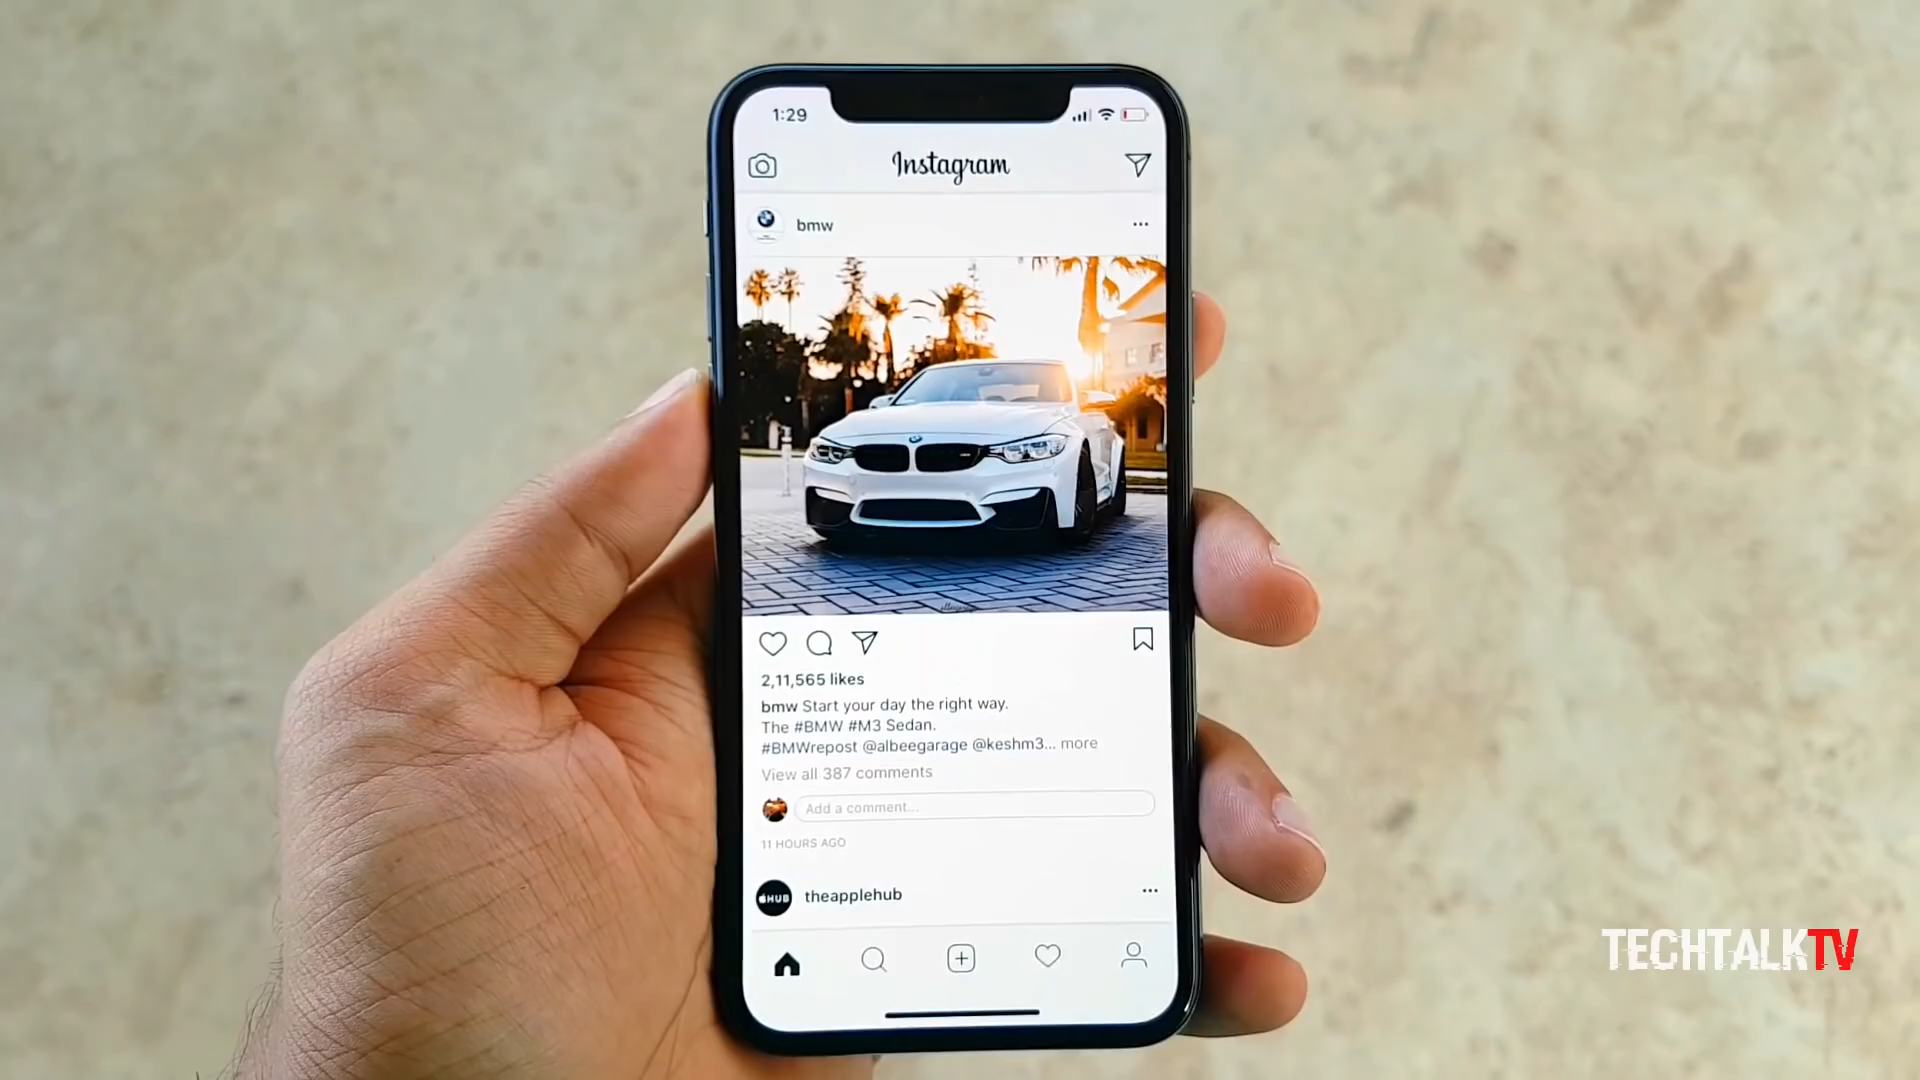 1:29
Instagram
bmw
2,11,565 likes
bmw Start your day the right way.
The #BMW #M3 Sedan.
#BMWrepost @albeegarage @keshm3... more
View all 387 comments
Add a comment...
11 HOURS AGO
HUB
theapplehub
TECHTALKTV